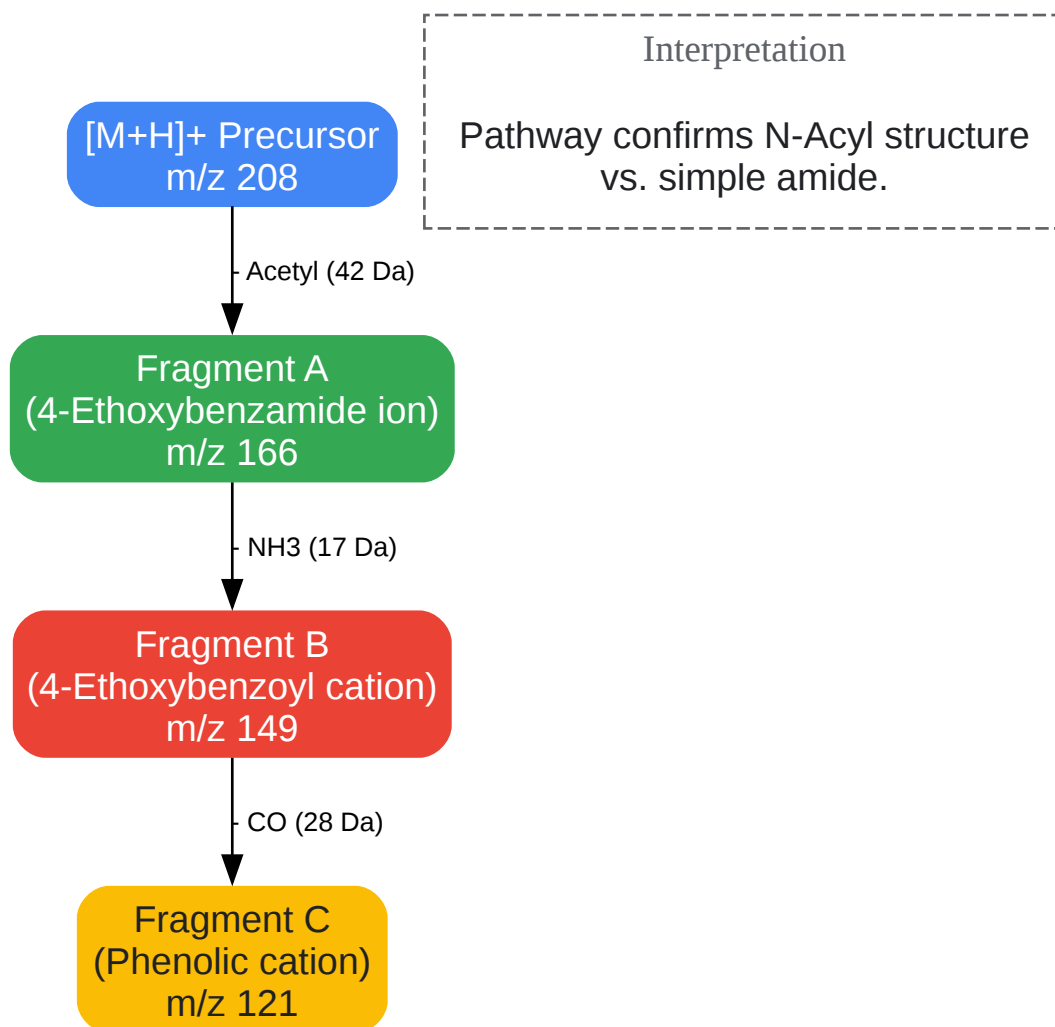 Interpretation
Pathway confirms N-Acyl structure
vs. simple amide.
[M+H]+ Precursor
m/z 208
- Acetyl (42 Da)
Fragment A
(4-Ethoxybenzamide ion)
m/z 166
- NH3 (17 Da)
Fragment B
(4-Ethoxybenzoyl cation)
m/z 149
- CO (28 Da)
Fragment C
(Phenolic cation)
m/z 121